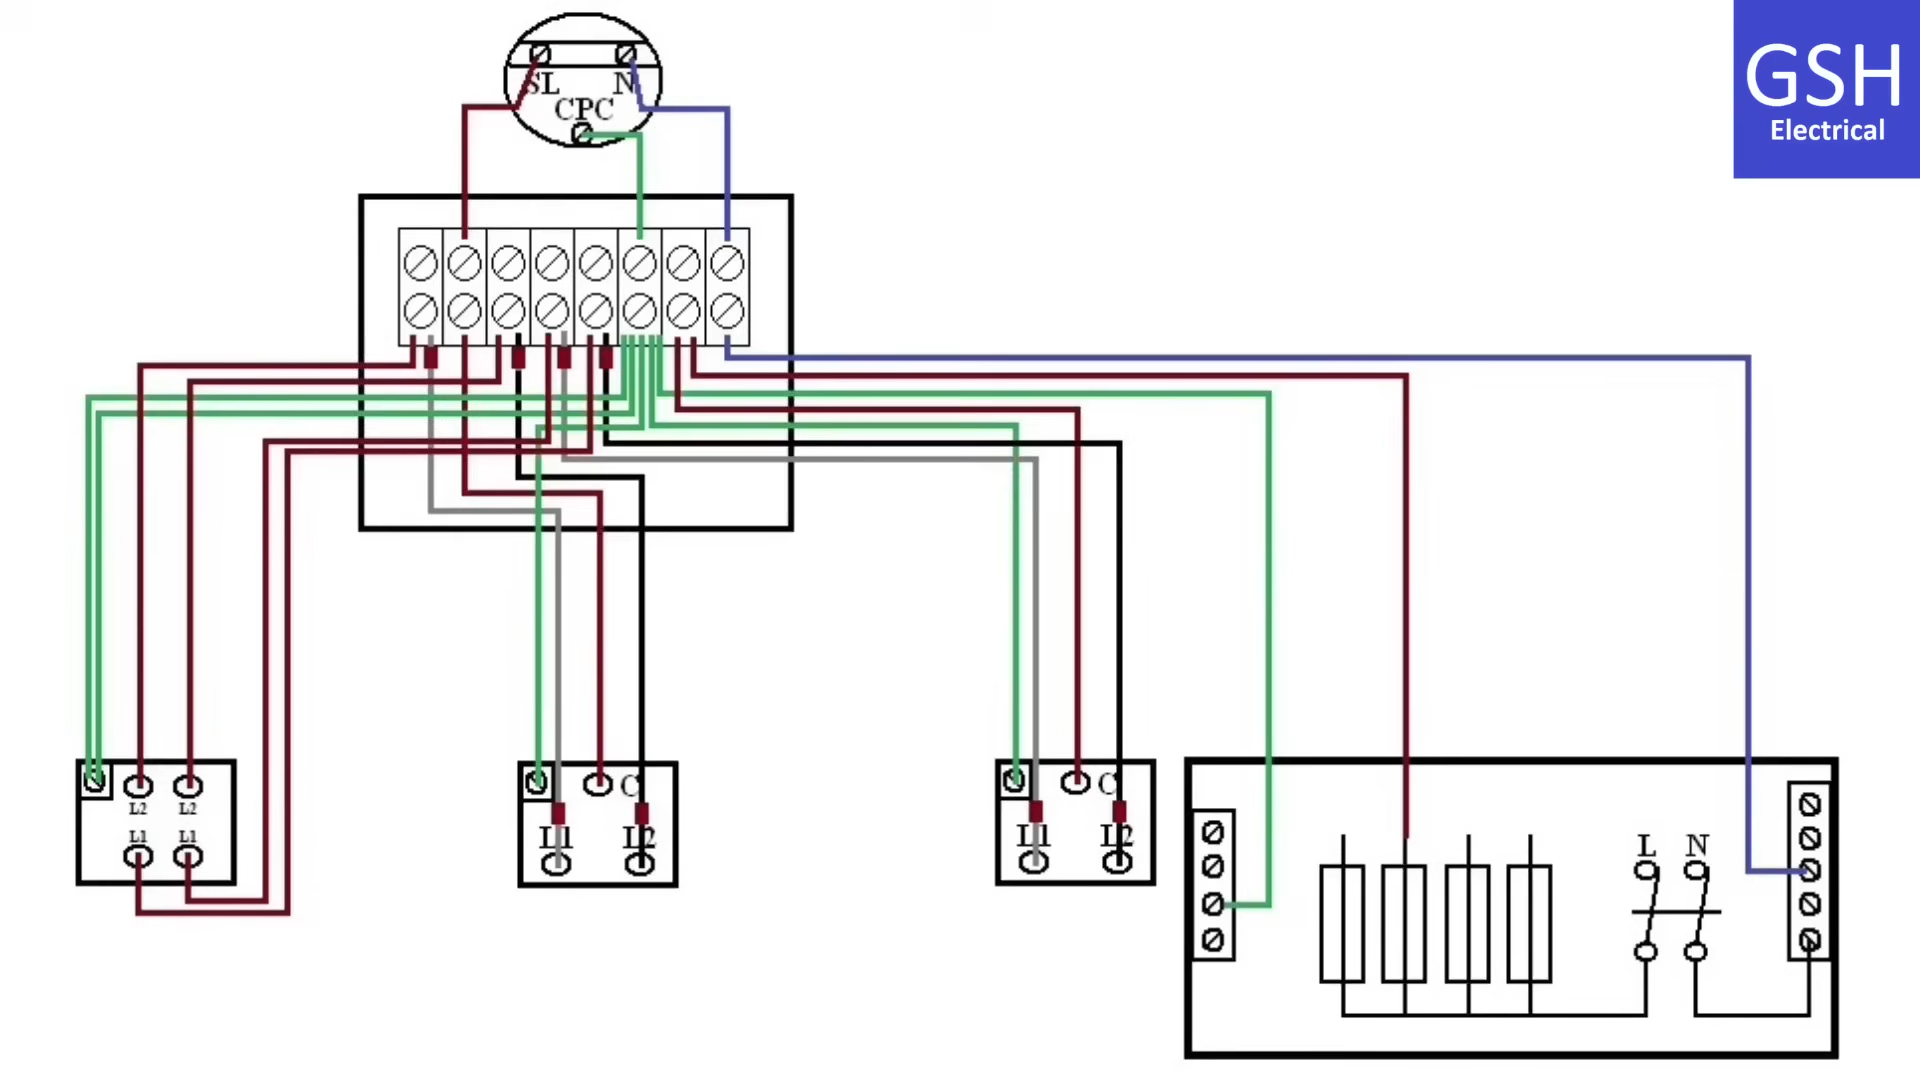 GSH
Electrical
SL N
CPC
L2 L2
L1 L1
C
L1 L2
C
L1 L2
L N